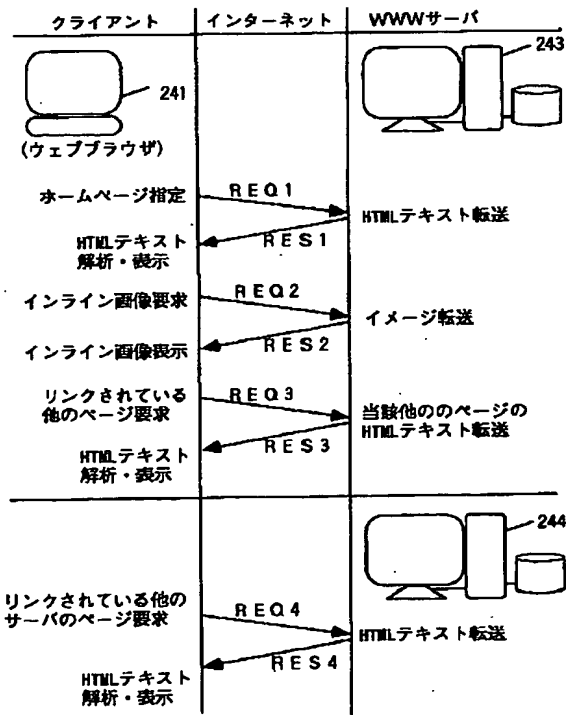 クライアント インターネット WWWサーバ
241
243
(ウェブブラウザ)
ホームページ指定
REQ1
HTMLテキスト転送
RES1
HTMLテキスト
解析・表示
インライン画像要求
REQ2
イメージ転送
RES2
インライン画像表示
リンクされている
他のページ要求
REQ3
当該他ののページの
HTMLテキスト転送
RES3
HTMLテキスト
解析・表示
244
リンクされている他の
サーバのページ要求
REQ4
HTMLテキスト転送
RES4
HTMLテキスト
解析・表示